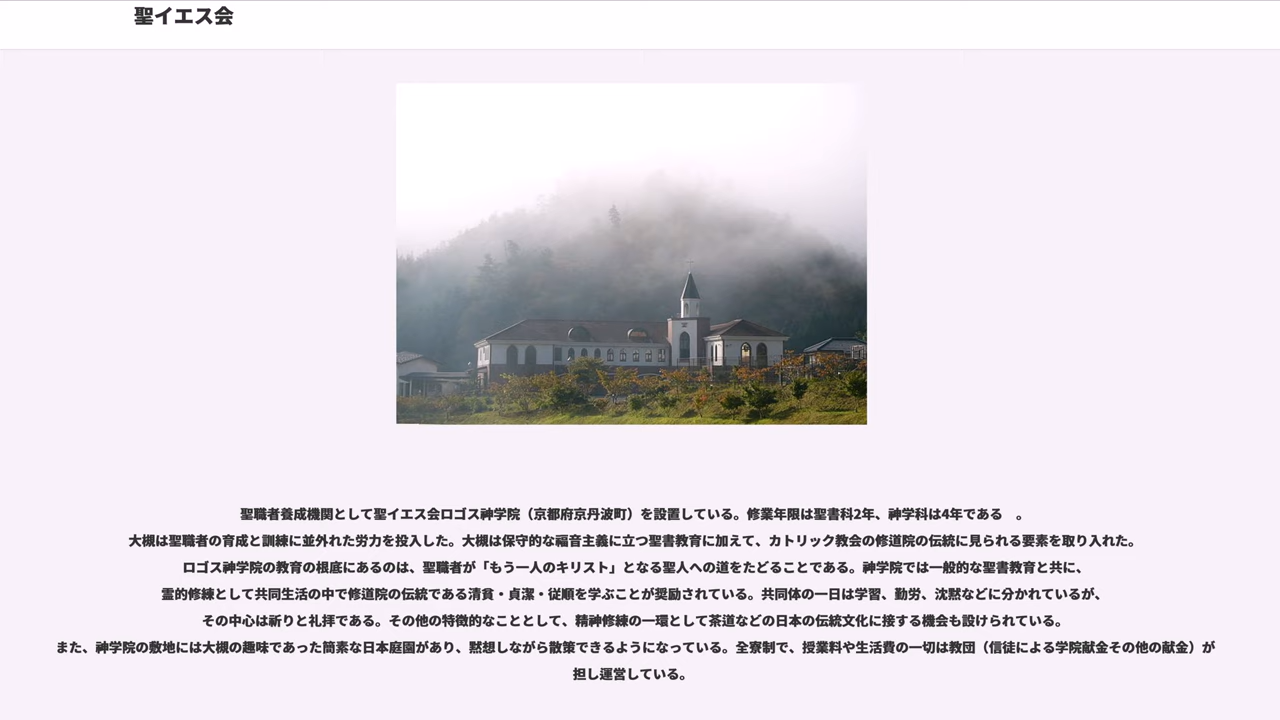 聖イエス会
聖職者養成機関として聖イエス会ロゴス神学院（京都府京丹波町）を設置している。修業年限は聖書科2年、神学科は4年である　。
大槻は聖職者の育成と訓練に並外れた労力を投入した。大槻は保守的な福音主義に立つ聖書教育に加えて、カトリック教会の修道院の伝統に見られる要素を取り入れた。
ロゴス神学院の教育の根底にあるのは、聖職者が「もう一人のキリスト」となる聖人への道をたどることである。神学院では一般的な聖書教育と共に、
霊的修練として共同生活の中で修道院の伝統である清貧・貞潔・従順を学ぶことが奨励されている。共同体の一日は学習、勤労、沈黙などに分かれているが、
その中心は祈りと礼拝である。その他の特徴的なこととして、精神修練の一環として茶道などの日本の伝統文化に接する機会も設けられている。
また、神学院の敷地には大槻の趣味であった簡素な日本庭園があり、黙想しながら散策できるようになっている。全寮制で、授業料や生活費の一切は教団（信徒による学院献金その他の献金）が
担し運営している。